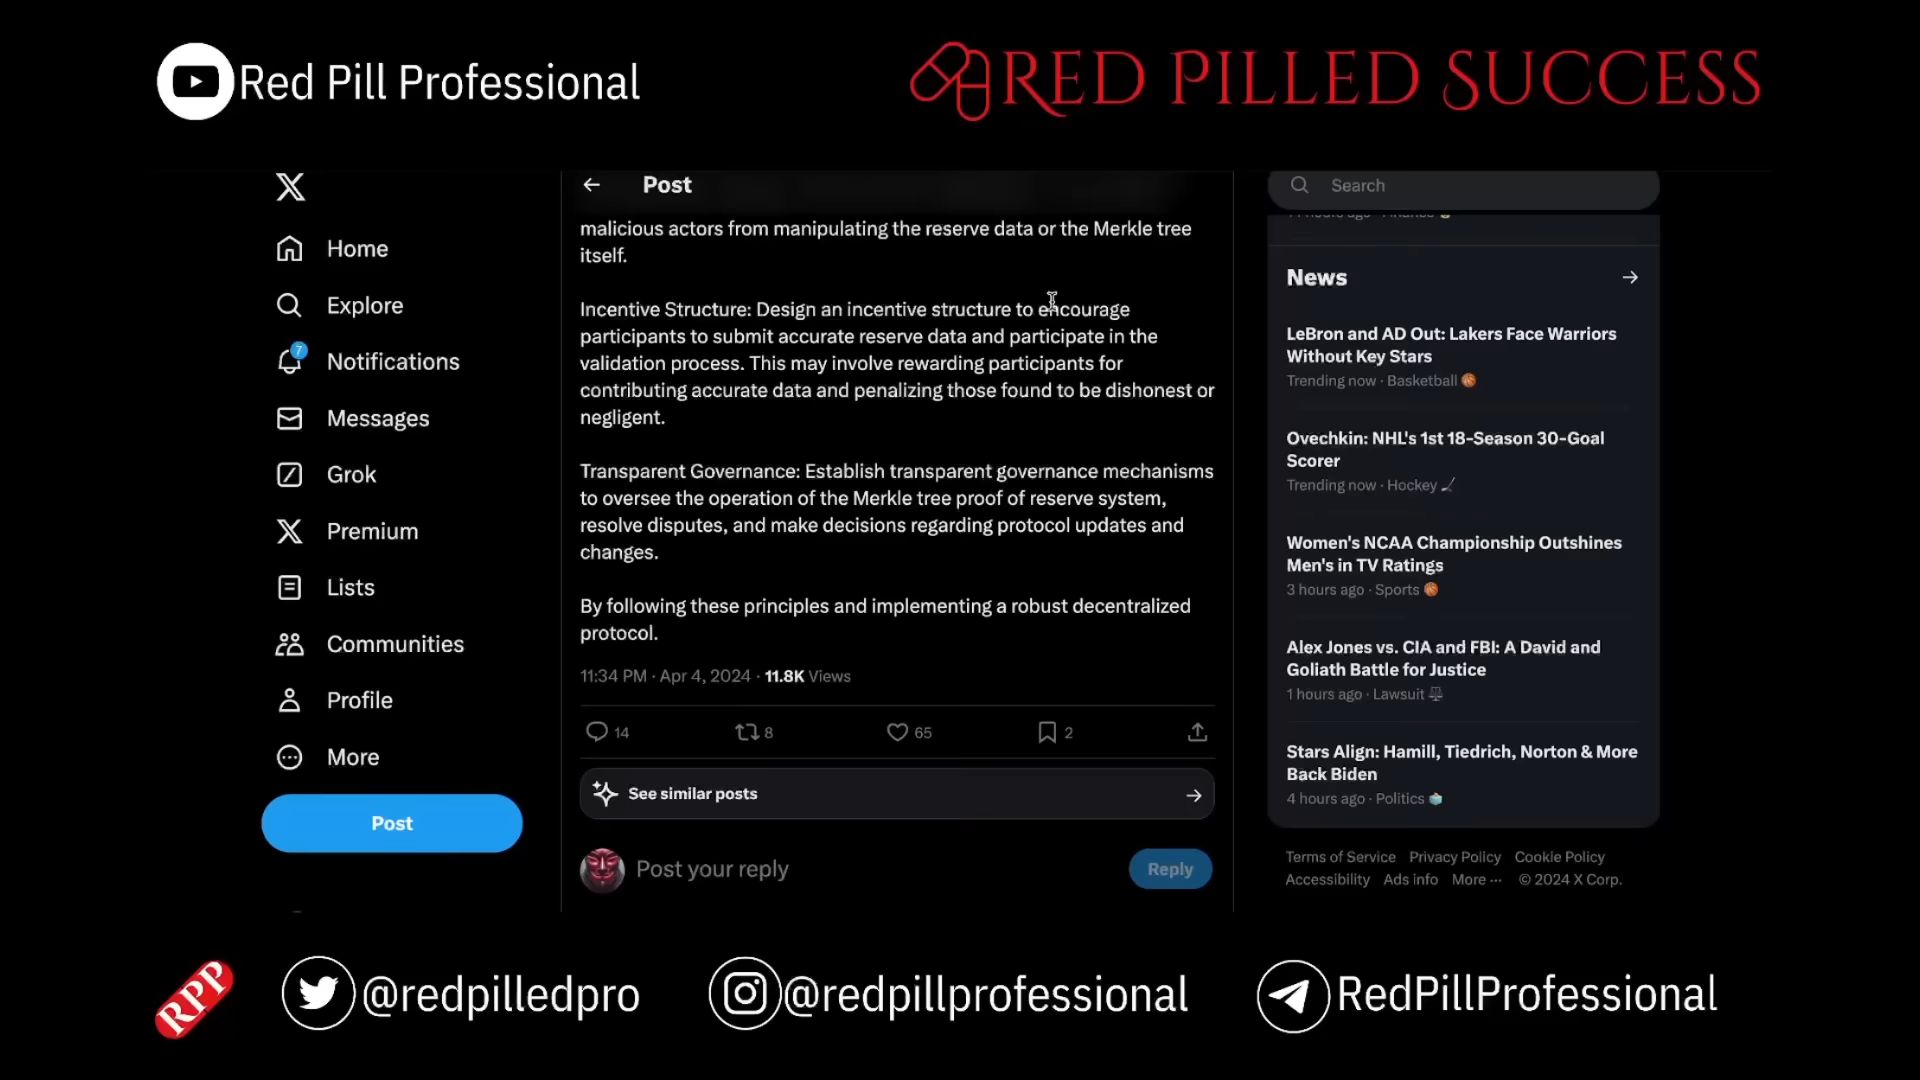 Red Pill Professional
RED PILLED SUCCESS
X
Home
Explore
7
Notifications
Messages
Grok
Premium
Lists
Communities
Profile
More
Post
Post
malicious actors from manipulating the reserve data or the Merkle tree
itself.
Incentive Structure: Design an incentive structure to encourage
participants to submit accurate reserve data and participate in the
validation process. This may involve rewarding participants for
contributing accurate data and penalizing those found to be dishonest or
negligent.
Transparent Governance: Establish transparent governance mechanisms
to oversee the operation of the Merkle tree proof of reserve system,
resolve disputes, and make decisions regarding protocol updates and
changes.
By following these principles and implementing a robust decentralized
protocol.
11:34 PM · Apr 4, 2024 · 11.8K Views
14 8 65 2
See similar posts
Post your reply
Reply
Search
News
LeBron and AD Out: Lakers Face Warriors
Without Key Stars
Trending now · Basketball
Ovechkin: NHL's 1st 18-Season 30-Goal
Scorer
Trending now · Hockey
Women's NCAA Championship Outshines
Men's in TV Ratings
3 hours ago · Sports
Alex Jones vs. CIA and FBI: A David and
Goliath Battle for Justice
1 hours ago · Lawsuit
Stars Align: Hamill, Tiedrich, Norton & More
Back Biden
4 hours ago · Politics
Terms of Service Privacy Policy Cookie Policy
Accessibility Ads info More ··· © 2024 X Corp.
RPP
@redpilledpro
@redpillprofessional
RedPillProfessional